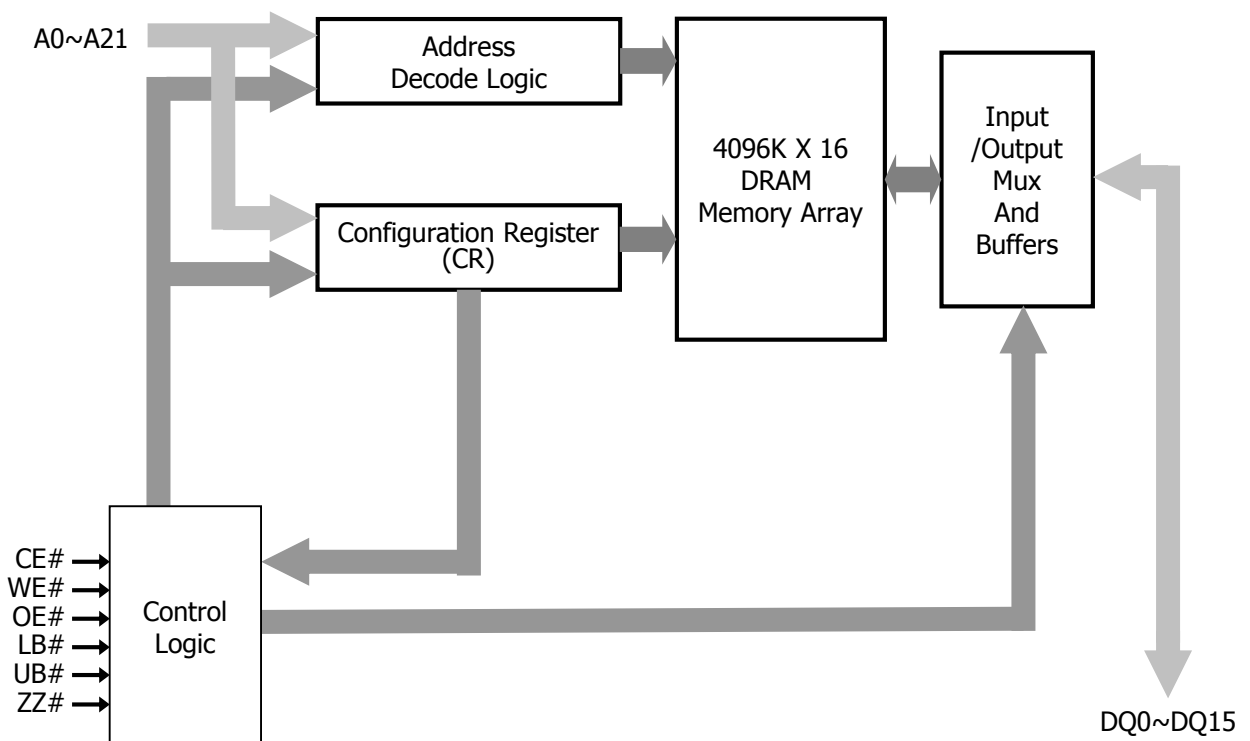 A0~A21
Address
Decode Logic
4096K X 16
DRAM
Memory Array
Input
/Output
Mux
And
Buffers
Configuration Register
(CR)
CE#
WE#
OE#
LB#
UB#
ZZ#
Control
Logic
DQ0~DQ15